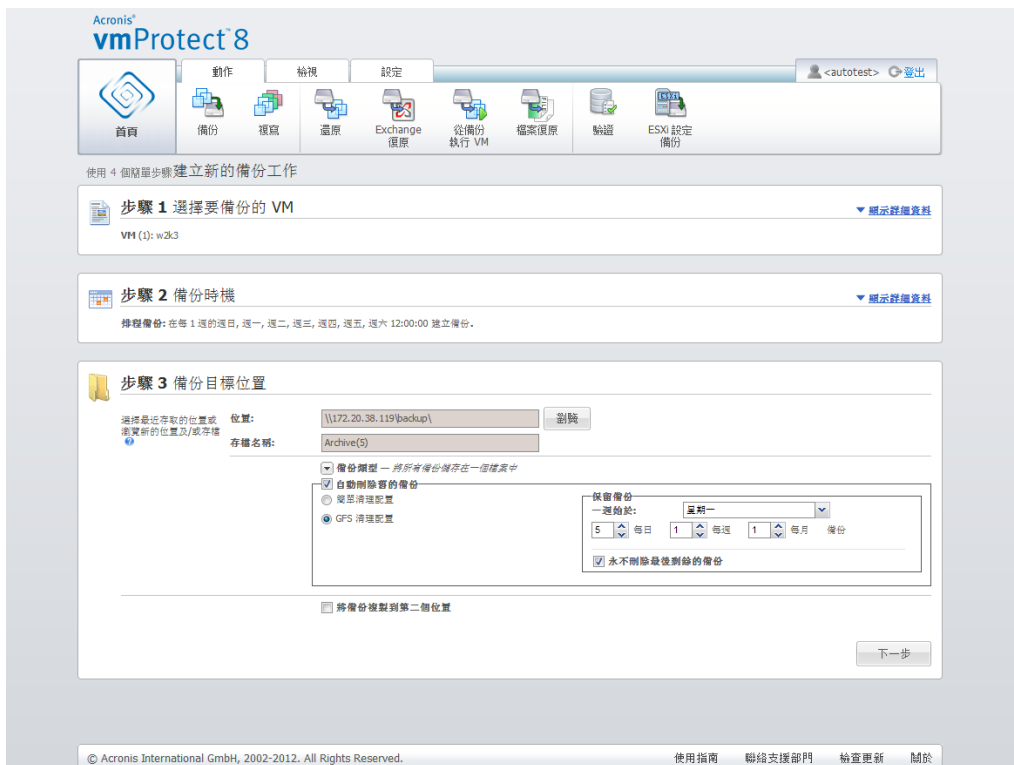 Acronis®
vmProtect™8
動作 檢視 設定
<autotest> 登出
首頁
備份
複寫
還原
Exchange
復原
從備份
執行 VM
檔案復原
驗證
ESXi 設定
備份
使用 4 個簡單步驟建立新的備份工作
步驟 1 選擇要備份的 VM
顯示詳細資料
VM (1): w2k3
步驟 2 備份時機
顯示詳細資料
排程備份: 在每 1 週的週日, 週一, 週二, 週三, 週四, 週五, 週六 12:00:00 建立備份。
步驟 3 備份目標位置
選擇最近存取的位置或
瀏覽新的位置及/或存檔
位置: \\172.20.38.119\backup\ 瀏覽
存檔名稱: Archive(5)
備份類型 — 將所有備份儲存在一個檔案中
自動刪除舊的備份
簡單清理配置
GFS 清理配置
保留備份
一週始於: 星期一
5 每日 1 每週 1 每月 備份
永不刪除最後剩餘的備份
將備份複製到第二個位置
下一步
© Acronis International GmbH, 2002-2012. All Rights Reserved.
使用指南 聯絡支援部門 檢查更新 關於